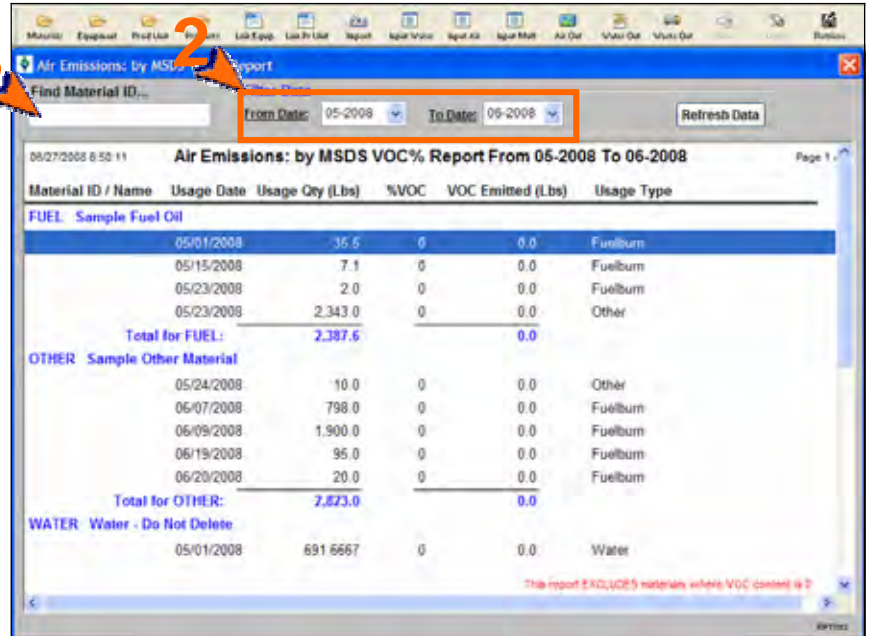 2
Material Equipment Prod Use Link Equip Link Pr Use Report Input Water Input Air Input Matl Air Out Water Out Waste Out
Air Emissions: by MSDS port
Find Material ID...
From Date: 05-2008 To Date: 06-2008 Refresh Data
06/27/2008 8:50:11 Air Emissions: by MSDS VOC% Report From 05-2008 To 06-2008 Page 1
Material ID / Name Usage Date Usage Qty (Lbs) %VOC VOC Emitted (Lbs) Usage Type
FUEL Sample Fuel Oil
05/01/2008 35.5 0 0.0 Fuelburn
05/15/2008 7.1 0 0.0 Fuelburn
05/23/2008 2.0 0 0.0 Fuelburn
05/23/2008 2,343.0 0 0.0 Other
Total for FUEL: 2,387.6 0.0
OTHER Sample Other Material
05/24/2008 10.0 0 0.0 Other
06/07/2008 798.0 0 0.0 Fuelburn
06/09/2008 1,900.0 0 0.0 Fuelburn
06/19/2008 95.0 0 0.0 Fuelburn
06/20/2008 20.0 0 0.0 Fuelburn
Total for OTHER: 2,823.0 0.0
WATER Water - Do Not Delete
05/01/2008 691.6667 0 0.0 Water
This report EXCLUDES materials where VOC content is 0